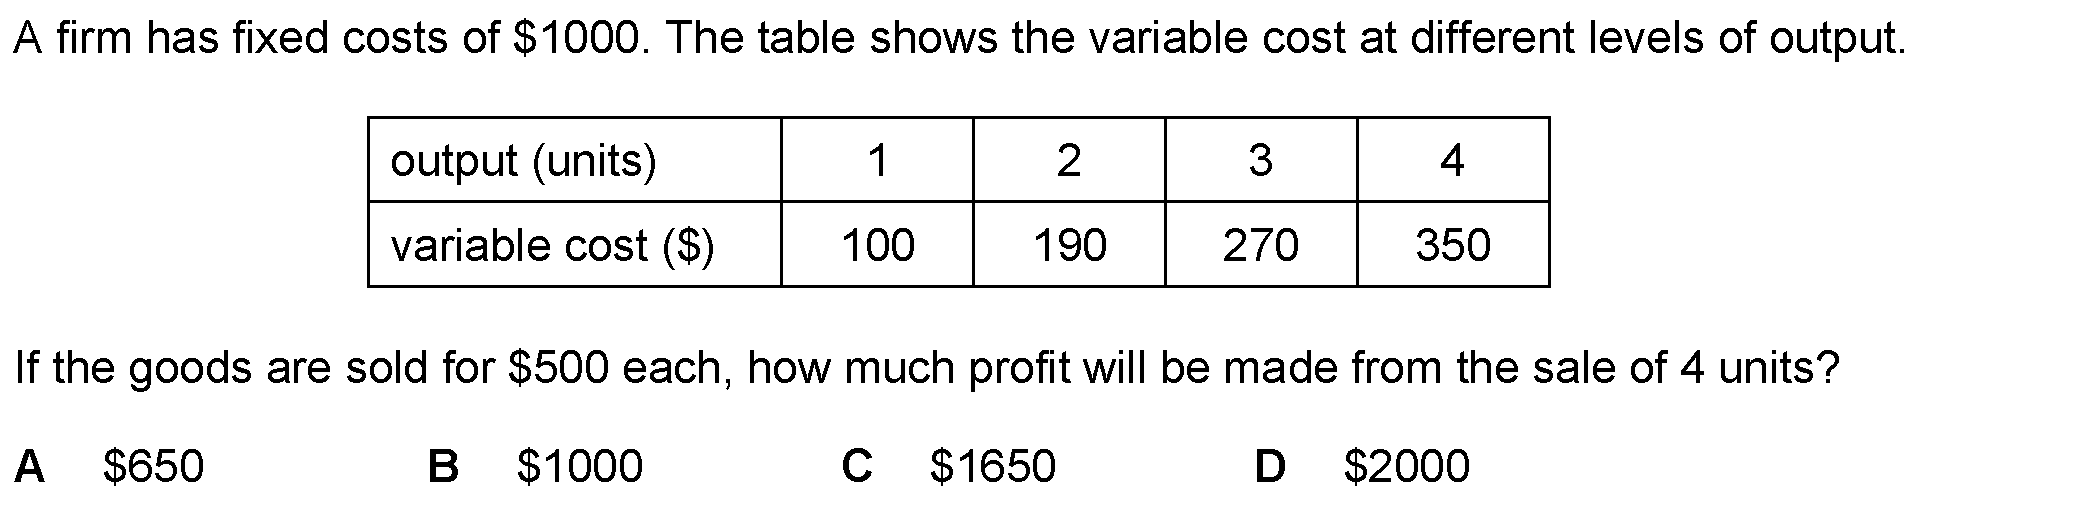 A firm has fixed costs of $1000. The table shows the variable cost at different levels of output.
output (units) 1 2 3 4
variable cost ($) 100 190 270 350
If the goods are sold for $500 each, how much profit will be made from the sale of 4 units?
A $650 B $1000 C $1650 D $2000